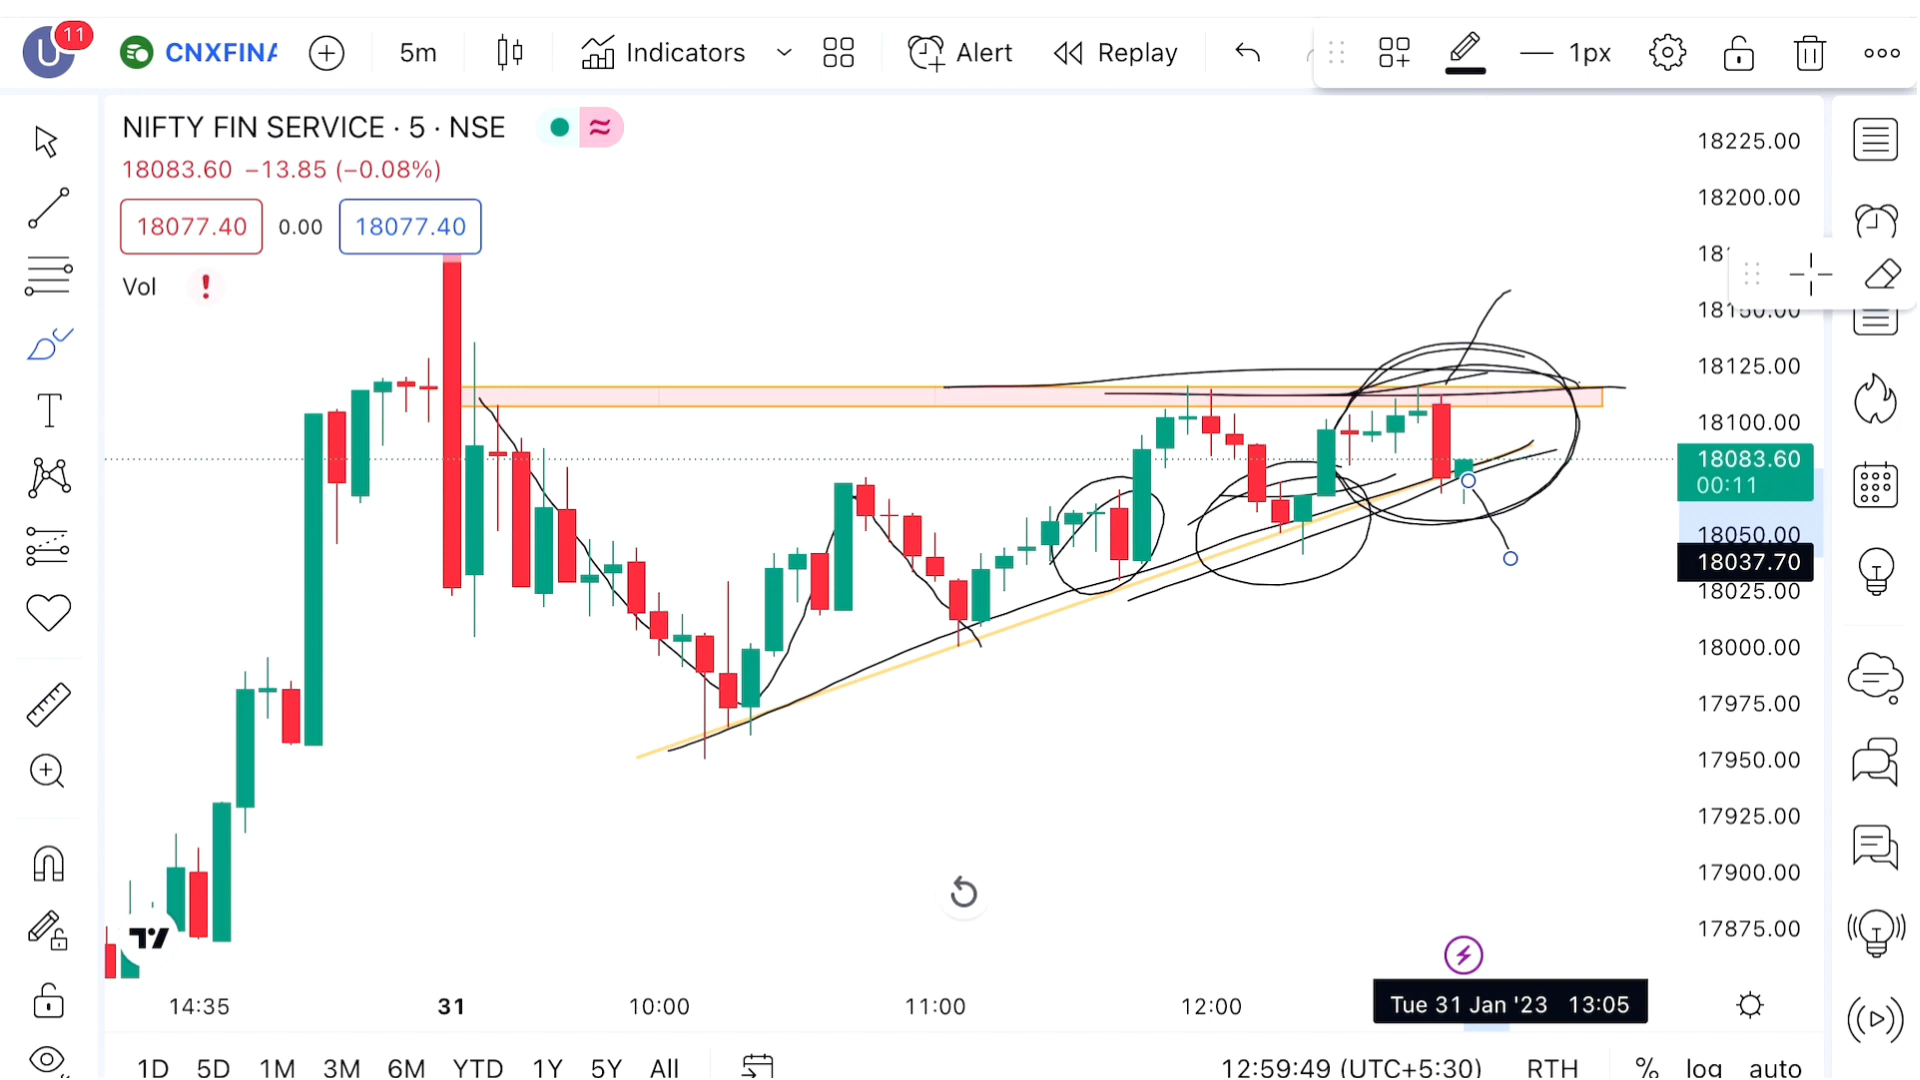 U 11 CNXFINA 5m Indicators Alert Replay 1px
NIFTY FIN SERVICE · 5 · NSE
18083.60 −13.85 (−0.08%)
18077.40 0.00 18077.40
Vol !
18225.00
18200.00
18150.00
18125.00
18100.00
18083.60
00:11
18050.00
18037.70
18025.00
18000.00
17975.00
17950.00
17925.00
17900.00
17875.00
14:35 31 10:00 11:00 12:00 Tue 31 Jan '23 13:05
1D 5D 1M 3M 6M YTD 1Y 5Y All 12:59:49 (UTC+5:30) RTH % log auto